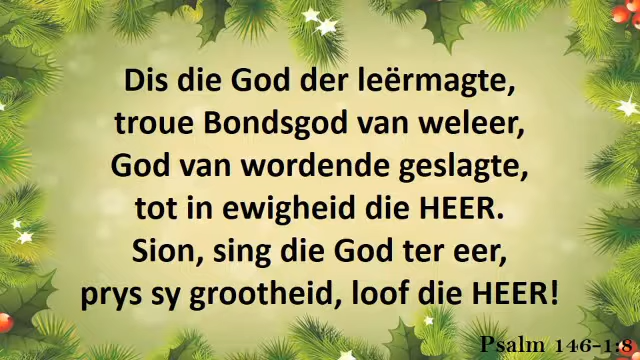 Dis die God der leërmagte,
troue Bondsgod van weleer,
God van wordende geslagte,
tot in ewigheid die HEER.
Sion, sing die God ter eer,
prys sy grootheid, loof die HEER!
Psalm 146-1:8